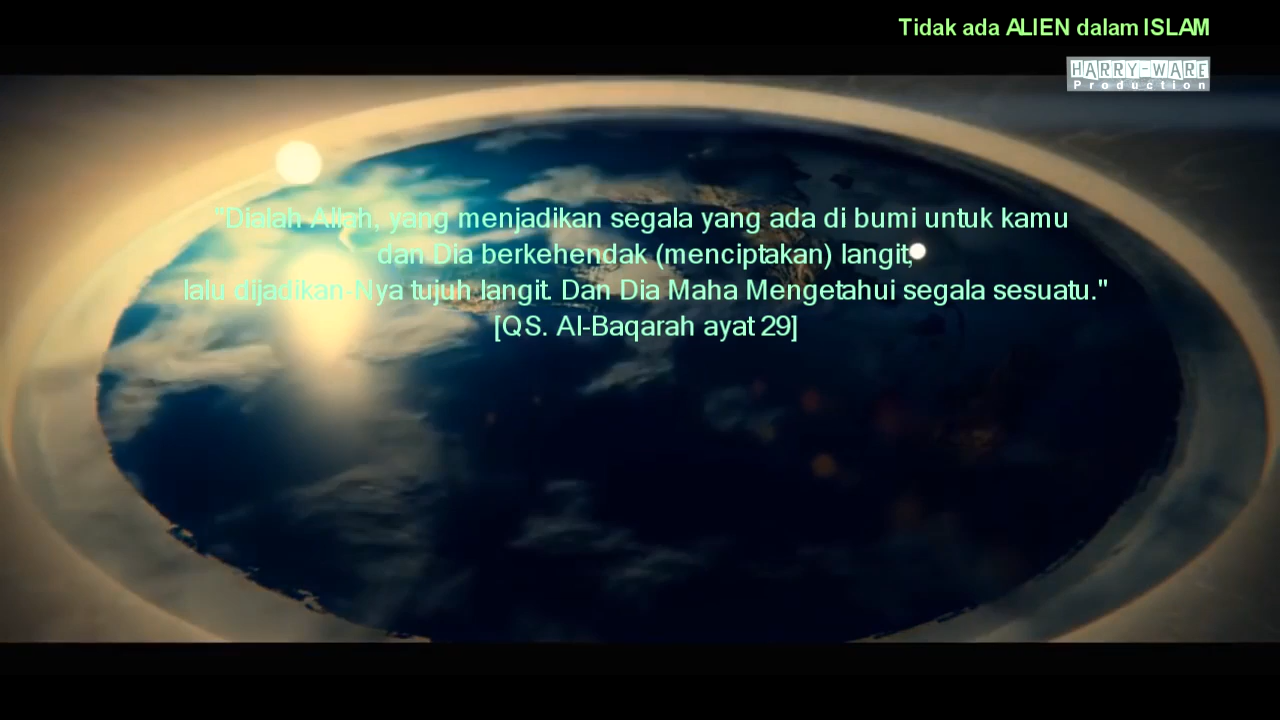 Tidak ada ALIEN dalam ISLAM
HARRY-WARE
Production
"Dialah Allah, yang menjadikan segala yang ada di bumi untuk kamu
dan Dia berkehendak (menciptakan) langit,
lalu dijadikan-Nya tujuh langit. Dan Dia Maha Mengetahui segala sesuatu."
[QS. Al-Baqarah ayat 29]